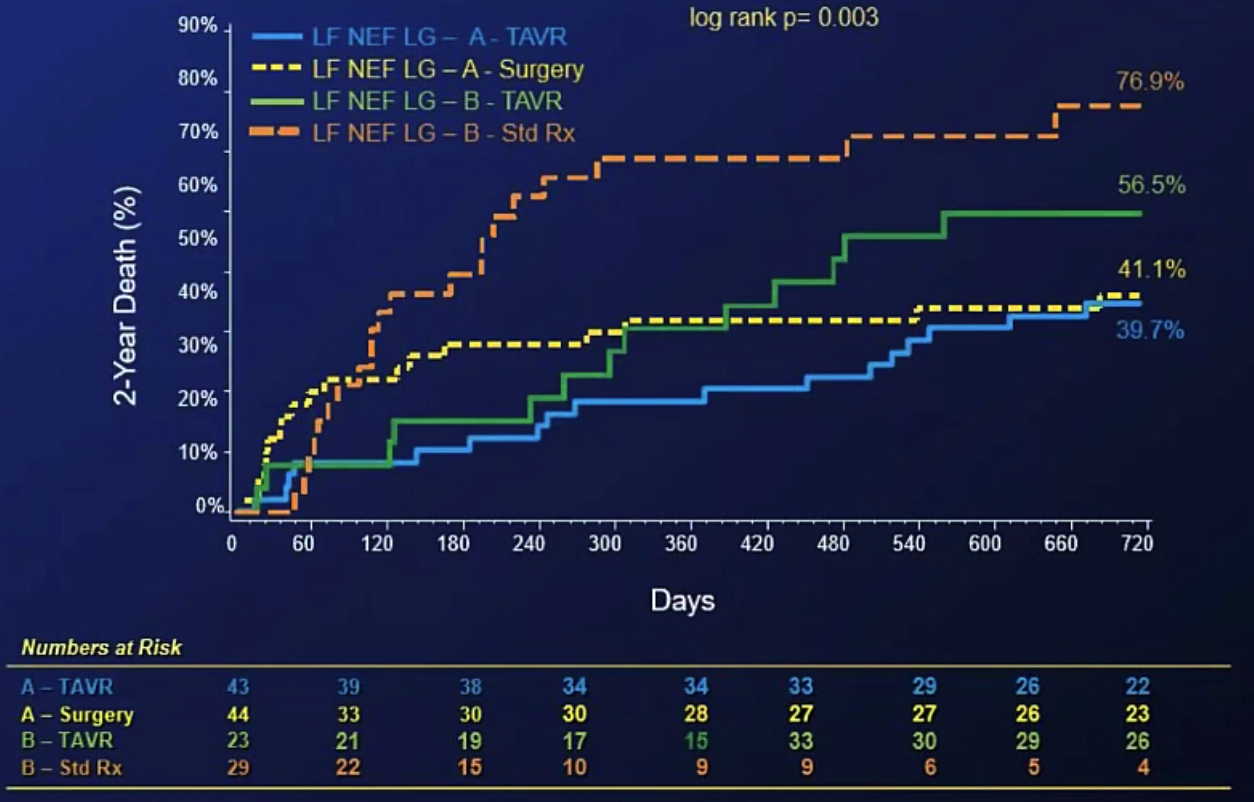 log rank p= 0.003
LF NEF LG – A - TAVR
LF NEF LG – A - Surgery
LF NEF LG – B - TAVR
LF NEF LG – B - Std Rx
90%
80%
70%
60%
50%
40%
30%
20%
10%
0%
2-Year Death (%)
76.9%
56.5%
41.1%
39.7%
0 60 120 180 240 300 360 420 480 540 600 660 720
Days
Numbers at Risk
A – TAVR 43 39 38 34 34 33 29 26 22
A – Surgery 44 33 30 30 28 27 27 26 23
B – TAVR 23 21 19 17 15 33 30 29 26
B – Std Rx 29 22 15 10 9 9 6 5 4